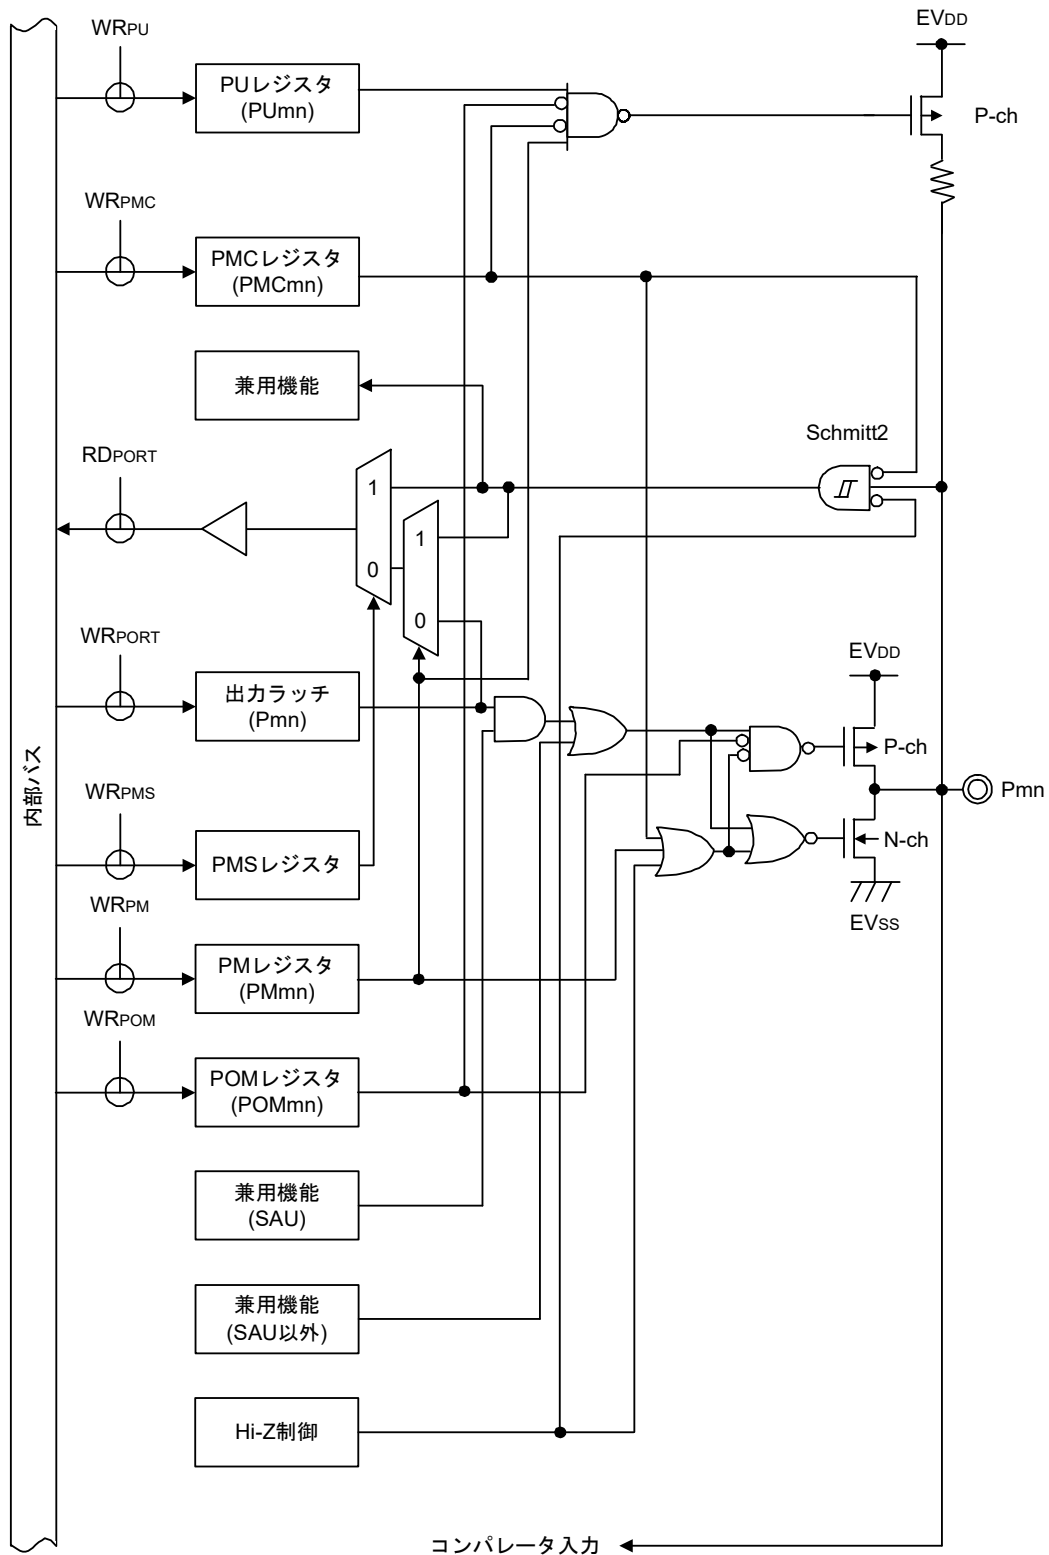 WRPU
PUレジスタ
(PUmn)
EVDD
P-ch
WRPMC
PMCレジスタ
(PMCmn)
兼用機能
Schmitt2
RDPORT
1
0
1
0
WRPORT
出力ラッチ
(Pmn)
EVDD
P-ch
Pmn
N-ch
EVSS
内部バス
WRPMS
PMSレジスタ
WRPM
PMレジスタ
(PMmn)
WRPOM
POMレジスタ
(POMmn)
兼用機能
(SAU)
兼用機能
(SAU以外)
Hi-Z制御
コンパレータ入力